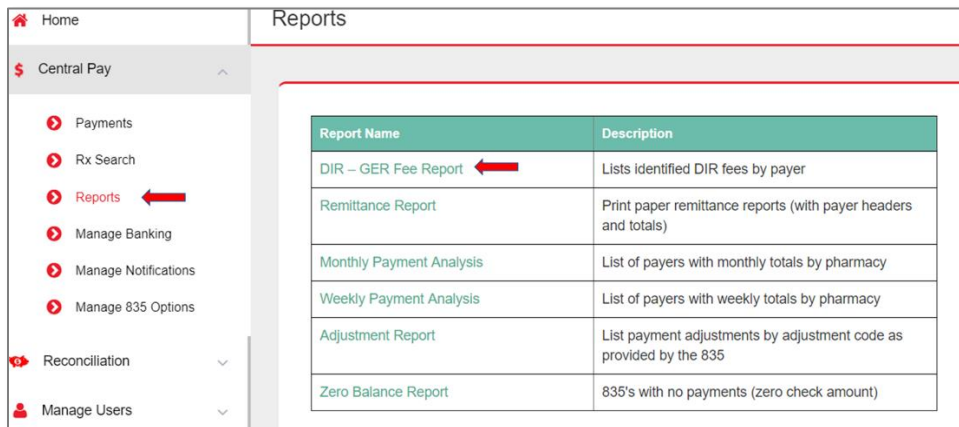 Home
Central Pay
Payments
Rx Search
Reports
Manage Banking
Manage Notifications
Manage 835 Options
Reconciliation
Manage Users
Reports
Report Name
Description
DIR – GER Fee Report
Lists identified DIR fees by payer
Remittance Report
Print paper remittance reports (with payer headers
and totals)
Monthly Payment Analysis
List of payers with monthly totals by pharmacy
Weekly Payment Analysis
List of payers with weekly totals by pharmacy
Adjustment Report
List payment adjustments by adjustment code as
provided by the 835
Zero Balance Report
835's with no payments (zero check amount)